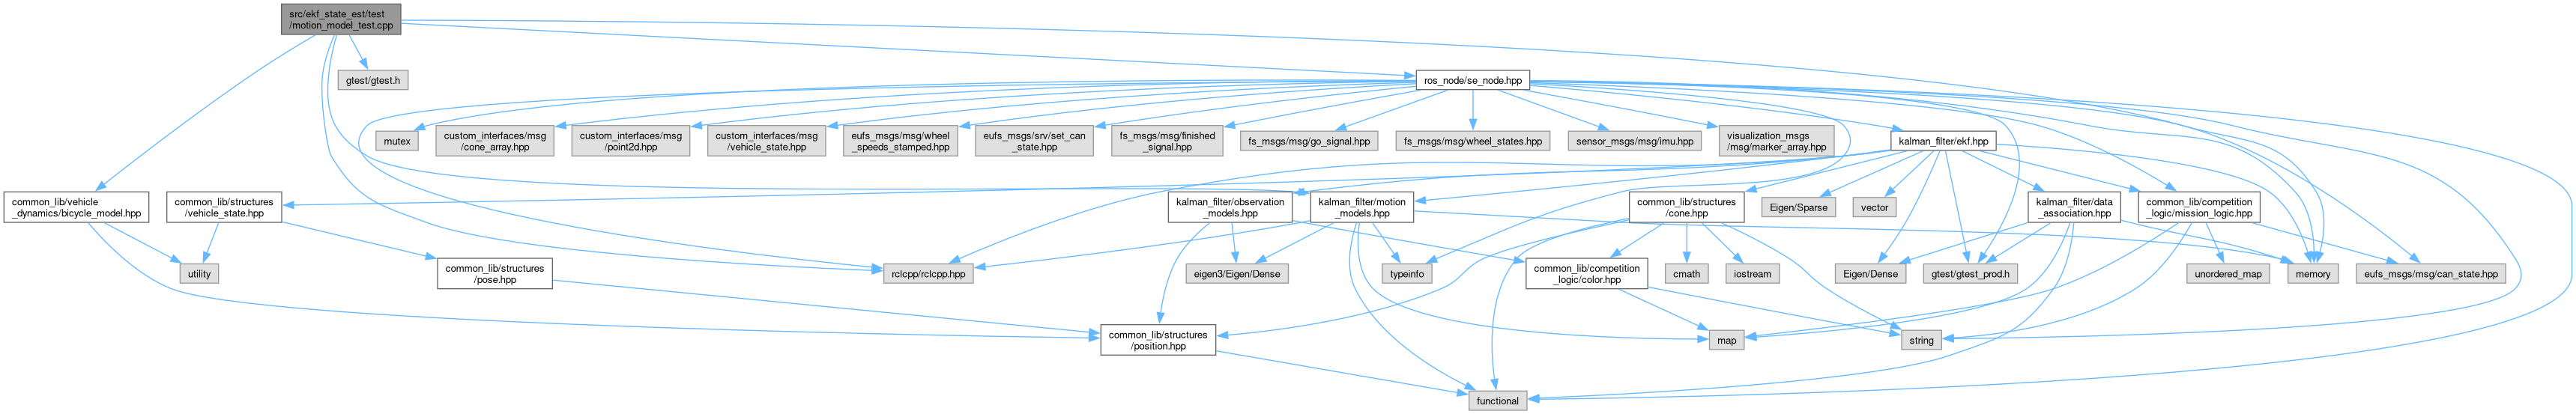 src/ekf_state_est/test
/motion_model_test.cpp
gtest/gtest.h
ros_node/se_node.hpp
mutex
custom_interfaces/msg
/cone_array.hpp
custom_interfaces/msg
/point2d.hpp
custom_interfaces/msg
/vehicle_state.hpp
eufs_msgs/msg/wheel
_speeds_stamped.hpp
eufs_msgs/srv/set_can
_state.hpp
fs_msgs/msg/finished
_signal.hpp
fs_msgs/msg/go_signal.hpp
fs_msgs/msg/wheel_states.hpp
sensor_msgs/msg/imu.hpp
visualization_msgs
/msg/marker_array.hpp
kalman_filter/ekf.hpp
common_lib/vehicle
_dynamics/bicycle_model.hpp
common_lib/structures
/vehicle_state.hpp
kalman_filter/observation
_models.hpp
kalman_filter/motion
_models.hpp
common_lib/structures
/cone.hpp
Eigen/Sparse
vector
kalman_filter/data
_association.hpp
common_lib/competition
_logic/mission_logic.hpp
utility
common_lib/structures
/pose.hpp
rclcpp/rclcpp.hpp
eigen3/Eigen/Dense
typeinfo
common_lib/competition
_logic/color.hpp
cmath
iostream
Eigen/Dense
gtest/gtest_prod.h
unordered_map
memory
eufs_msgs/msg/can_state.hpp
common_lib/structures
/position.hpp
map
string
functional